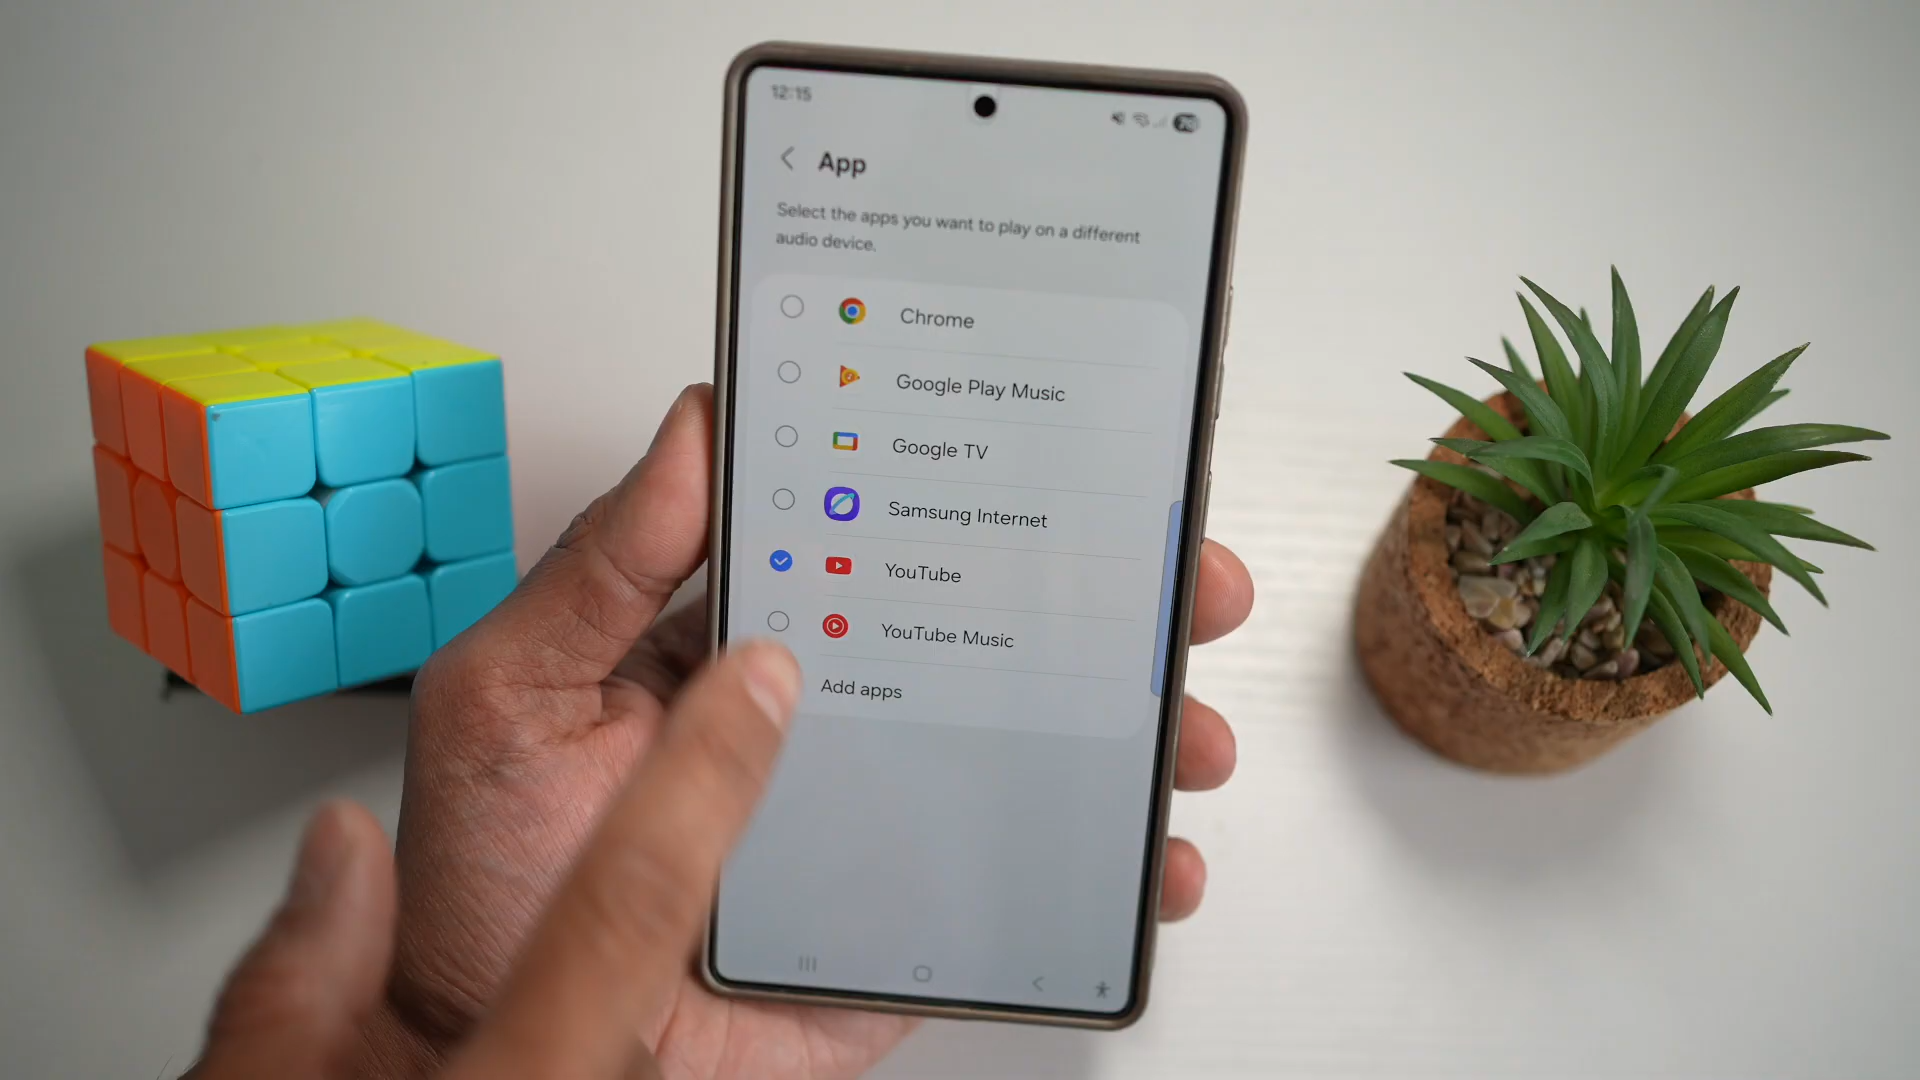 12:15
70
App
Select the apps you want to play on a different
audio device.
Chrome
Google Play Music
Google TV
Samsung Internet
YouTube
YouTube Music
Add apps